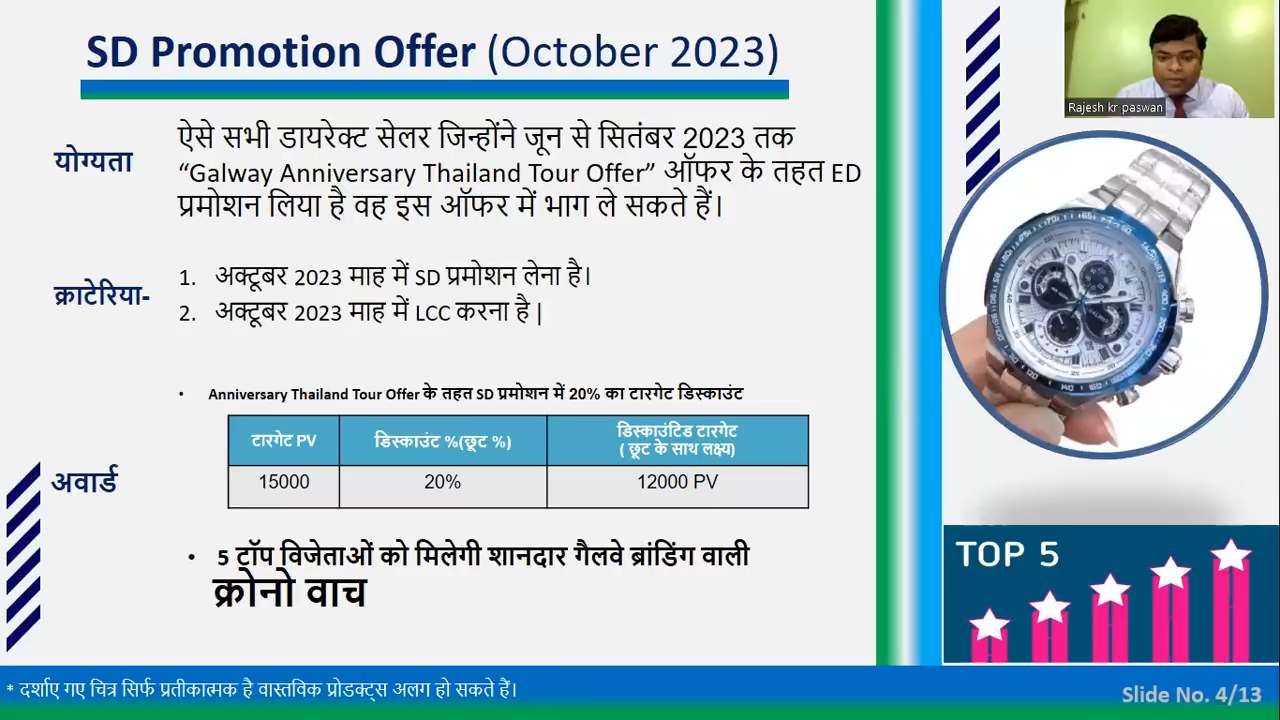 SD Promotion Offer (October 2023)
Rajesh kr paswan
योग्यता
ऐसे सभी डायरेक्ट सेलर जिन्होंने जून से सितंबर 2023 तक
“Galway Anniversary Thailand Tour Offer” ऑफर के तहत ED
प्रमोशन लिया है वह इस ऑफर में भाग ले सकते हैं।
क्राटेरिया-
1. अक्टूबर 2023 माह में SD प्रमोशन लेना है।
2. अक्टूबर 2023 माह में LCC करना है |
• Anniversary Thailand Tour Offer के तहत SD प्रमोशन में 20% का टारगेट डिस्काउंट
टारगेट PV डिस्काउंट %(छूट %) डिस्काउंटिड टारगेट
( छूट के साथ लक्ष्य)
15000 20% 12000 PV
अवार्ड
• 5 टॉप विजेताओं को मिलेगी शानदार गैलवे ब्रांडिंग वाली
क्रोनो वाच
TOP 5
* दर्शाए गए चित्र सिर्फ प्रतीकात्मक है वास्तविक प्रोडक्ट्स अलग हो सकते हैं।
Slide No. 4/13